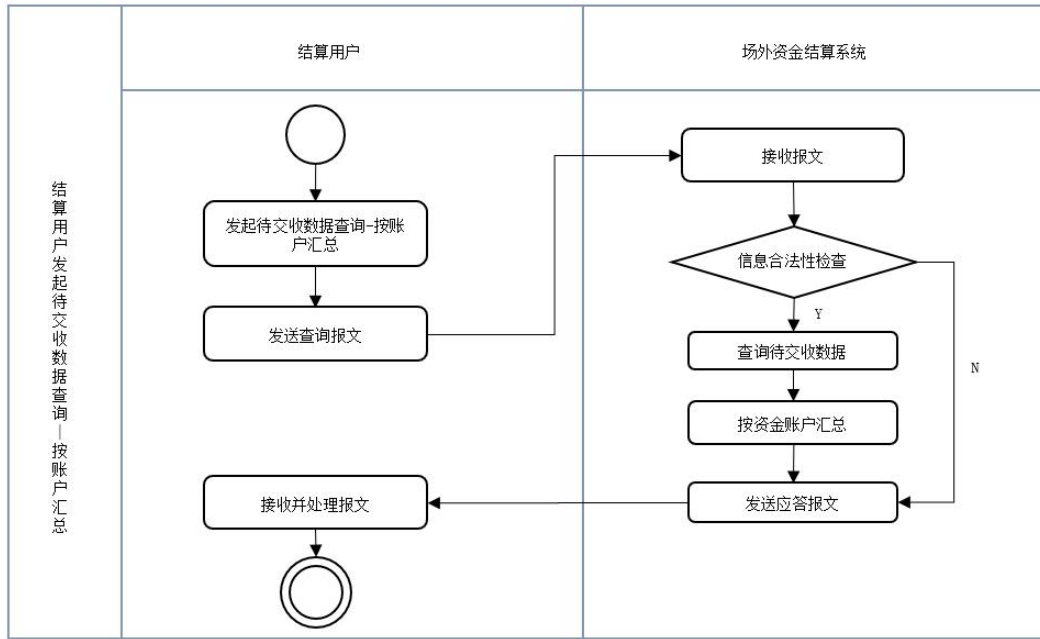 结算用户
场外资金结算系统
结算用户发起待交收数据查询—按账户汇总
发起待交收数据查询-按账
户汇总
发送查询报文
接收报文
信息合法性检查
Y
N
查询待交收数据
按资金账户汇总
发送应答报文
接收并处理报文